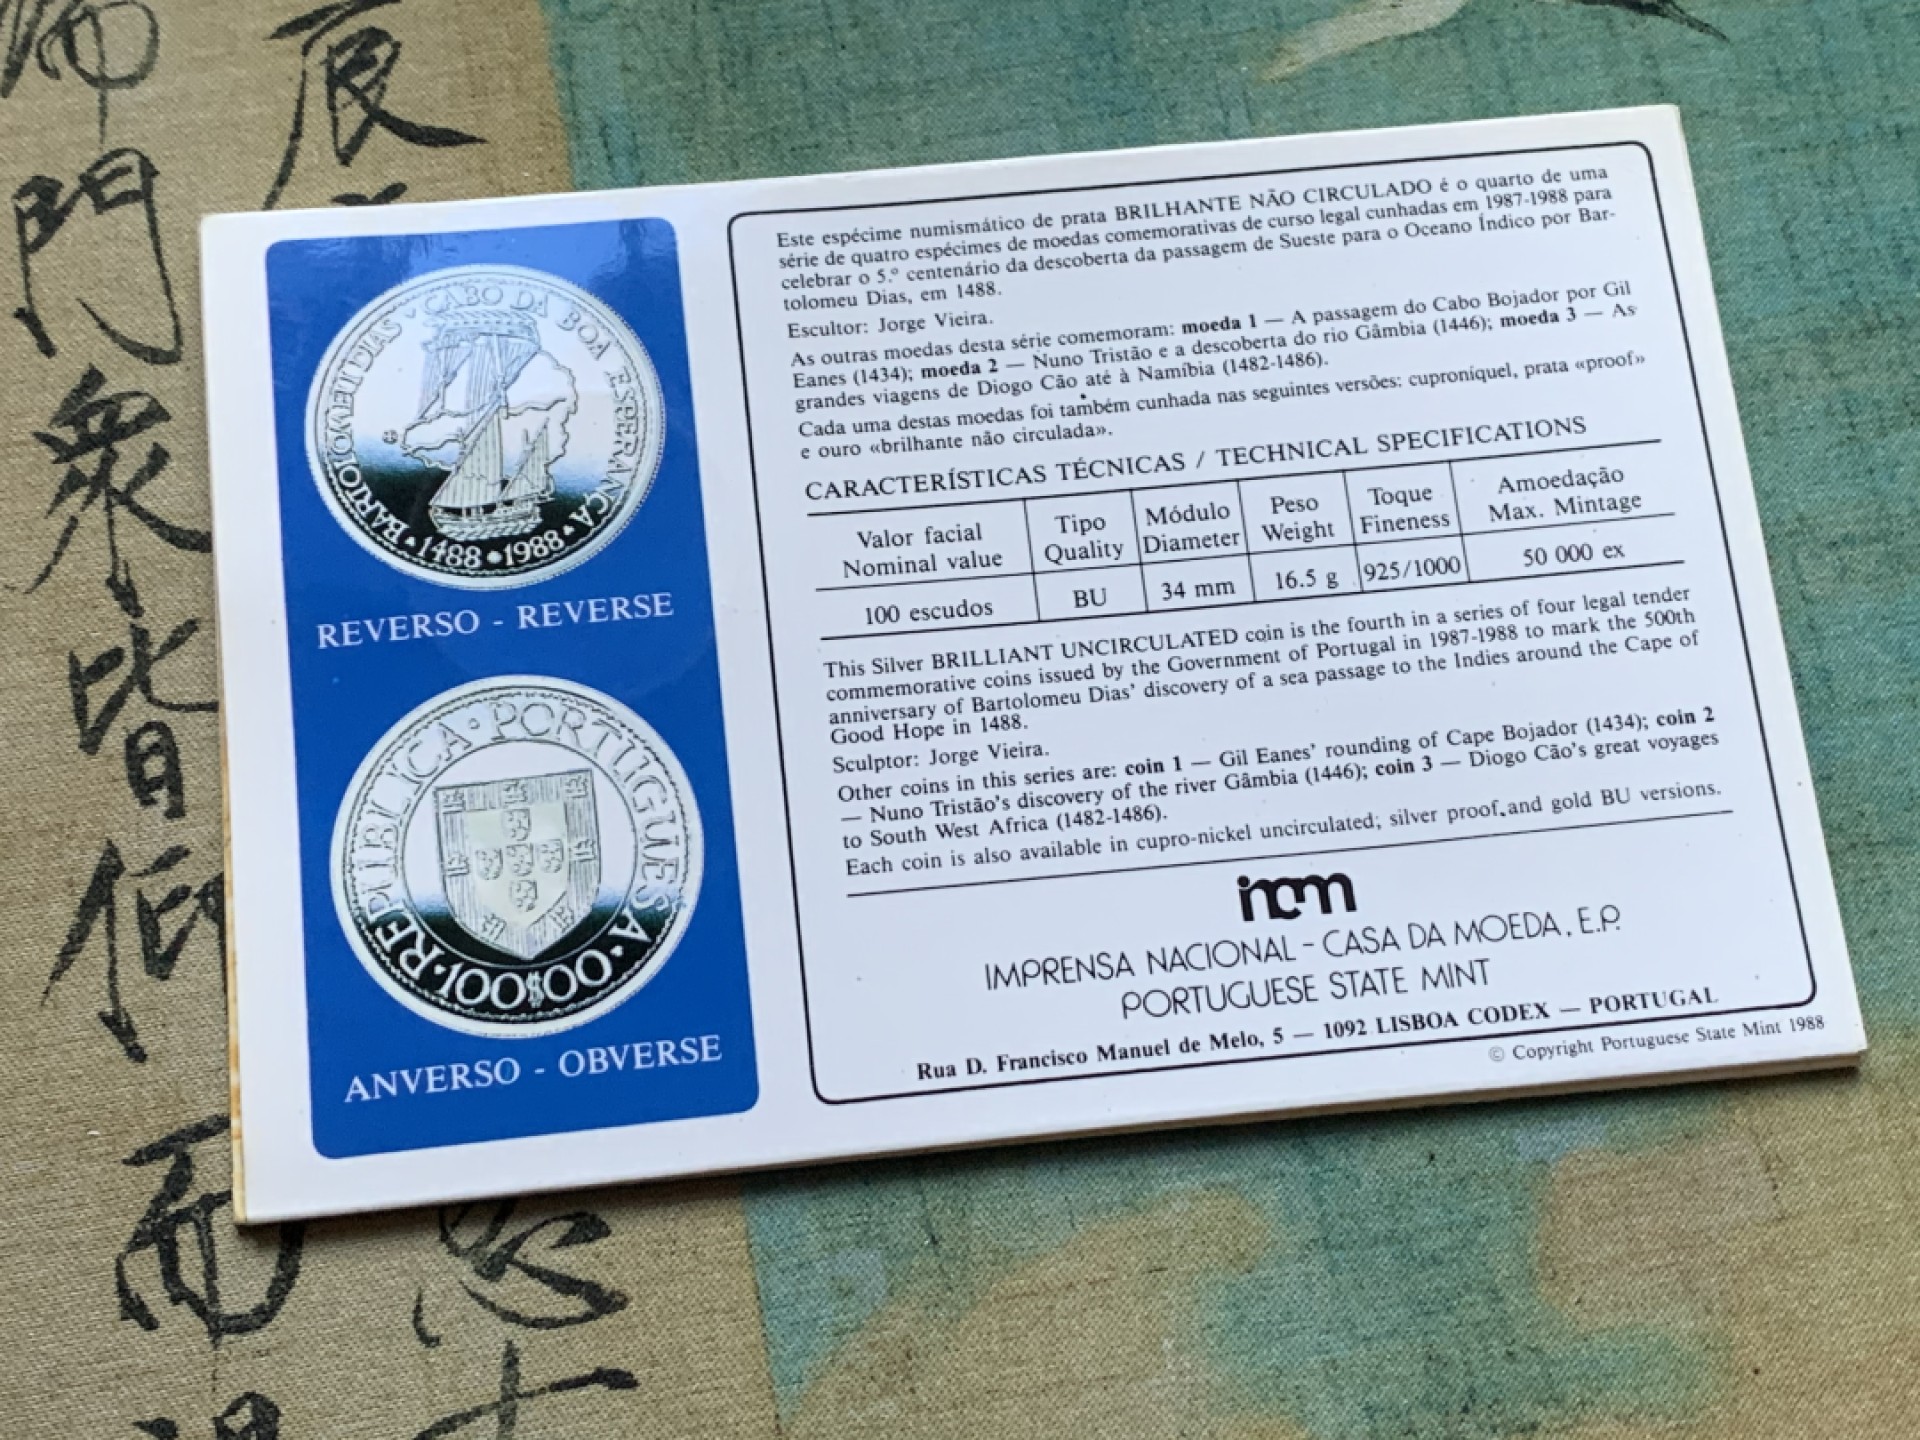 BARTOLOMEU DIAS · CABO DA BOA ESPERANÇA · 1488 • 1988 ·
REVERSO - REVERSE
REPÚBLICA · PORTUGUESA · 100$00 ·
ANVERSO - OBVERSE
Este espécime numismático de prata BRILHANTE NÃO CIRCULADO é o quarto de uma
série de quatro espécimes de moedas comemorativas de curso legal cunhadas em 1987-1988 para
celebrar o 5.º centenário da descoberta da passagem de Sueste para o Oceano Índico por Bar-
tolomeu Dias, em 1488.
Escultor: Jorge Vieira.
As outras moedas desta série comemoram: moeda 1 — A passagem do Cabo Bojador por Gil
Eanes (1434); moeda 2 — Nuno Tristão e a descoberta do rio Gâmbia (1446); moeda 3 — As
grandes viagens de Diogo Cão até à Namíbia (1482-1486).
Cada uma destas moedas foi também cunhada nas seguintes versões: cuproníquel, prata «proof»
e ouro «brilhante não circulada».
CARACTERÍSTICAS TÉCNICAS / TECHNICAL SPECIFICATIONS
Valor facial Tipo Módulo Peso Toque Amoedação
Nominal value Quality Diameter Weight Fineness Max. Mintage
100 escudos BU 34 mm 16.5 g 925/1000 50 000 ex
This Silver BRILLIANT UNCIRCULATED coin is the fourth in a series of four legal tender
commemorative coins issued by the Government of Portugal in 1987-1988 to mark the 500th
anniversary of Bartolomeu Dias' discovery of a sea passage to the Indies around the Cape of
Good Hope in 1488.
Sculptor: Jorge Vieira.
Other coins in this series are: coin 1 — Gil Eanes' rounding of Cape Bojador (1434); coin 2
— Nuno Tristão's discovery of the river Gâmbia (1446); coin 3 — Diogo Cão's great voyages
to South West Africa (1482-1486).
Each coin is also available in cupro-nickel uncirculated; silver proof and gold BU versions.
incm
IMPRENSA NACIONAL - CASA DA MOEDA, E.P.
PORTUGUESE STATE MINT
Rua D. Francisco Manuel de Melo, 5 — 1092 LISBOA CODEX — PORTUGAL
© Copyright Portuguese State Mint 1988
門
眾
皆
仰
而